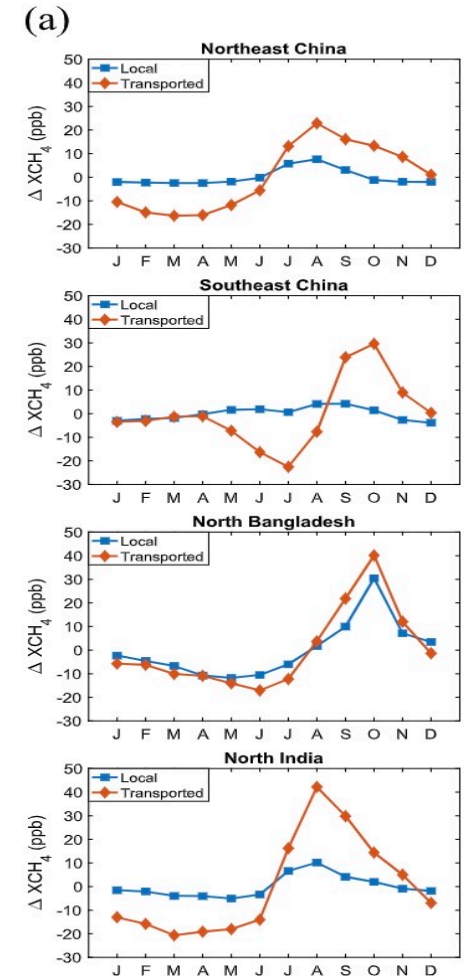 (a)
Northeast China
Local
Transported
50
40
30
20
10
0
-10
-20
-30
Δ XCH4 (ppb)
J F M A M J J A S O N D
Southeast China
Local
Transported
50
40
30
20
10
0
-10
-20
-30
Δ XCH4 (ppb)
J F M A M J J A S O N D
North Bangladesh
Local
Transported
50
40
30
20
10
0
-10
-20
-30
Δ XCH4 (ppb)
J F M A M J J A S O N D
North India
Local
Transported
50
40
30
20
10
0
-10
-20
-30
Δ XCH4 (ppb)
J F M A M J J A S O N D